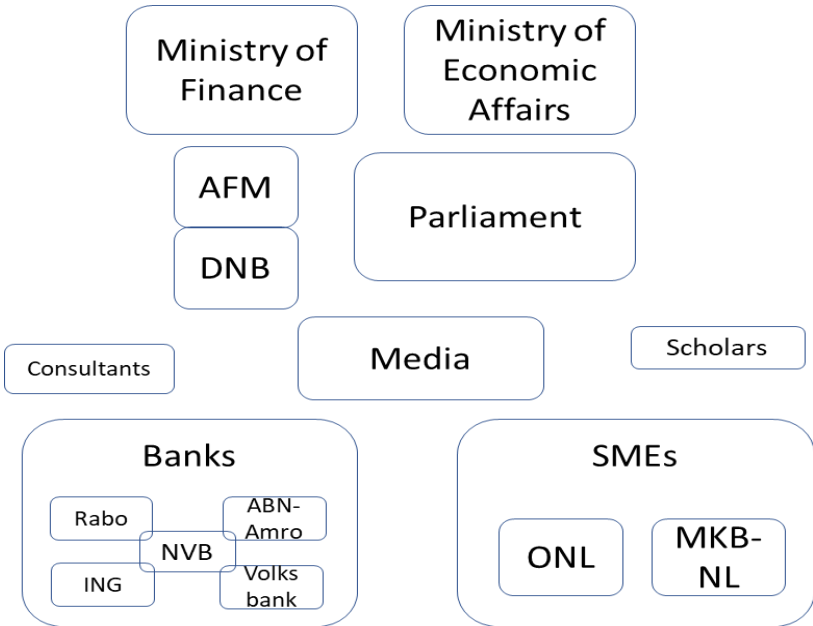 Ministry of
Finance
Ministry of
Economic
Affairs
AFM
DNB
Parliament
Consultants
Media
Scholars
Banks
Rabo
ABN-
Amro
NVB
ING
Volks
bank
SMEs
ONL
MKB-
NL